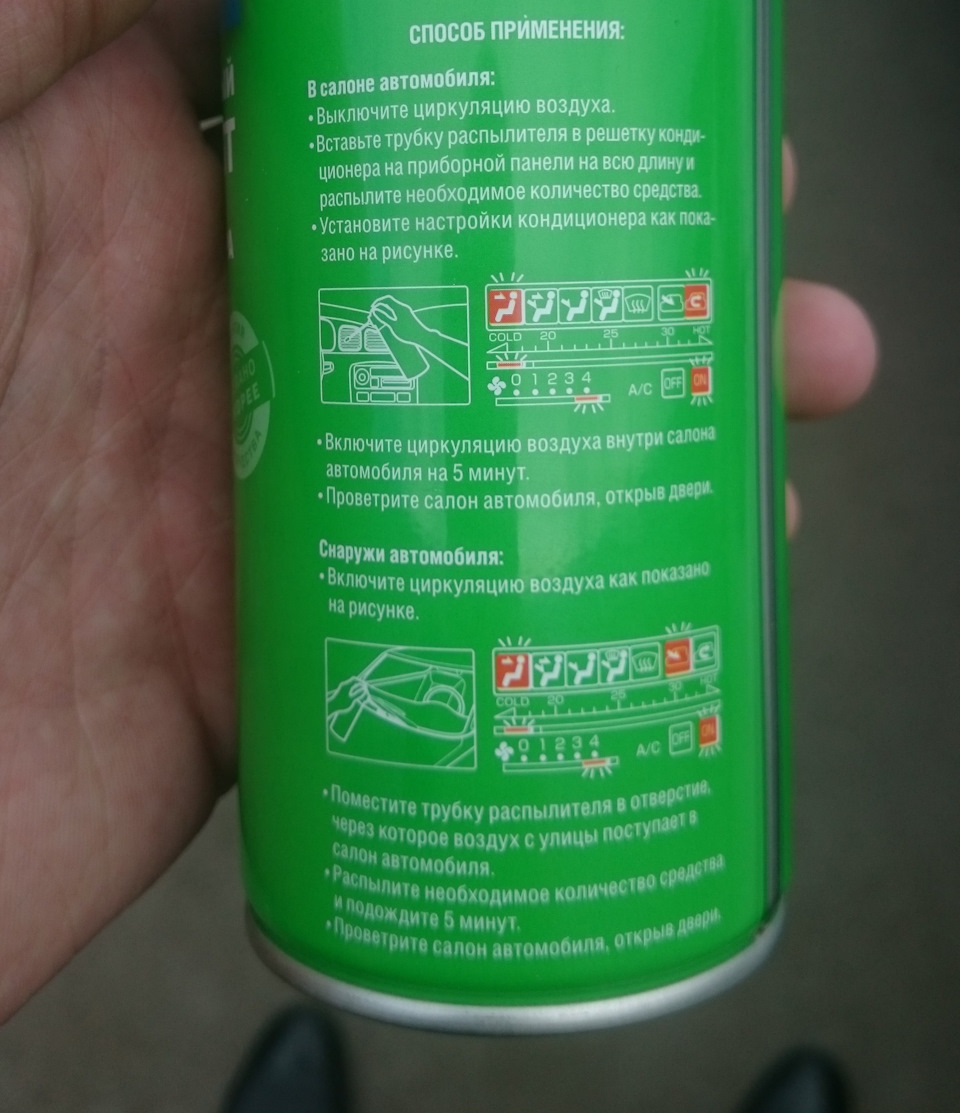 СПОСОБ ПРИМЕНЕНИЯ:
В салоне автомобиля:
•Выключите циркуляцию воздуха.
•Вставьте трубку распылителя в решетку конди-
ционера на приборной панели на всю длину и
распылите необходимое количество средства.
•Установите настройки кондиционера как пока-
зано на рисунке.
COLD 20 25 30 HOT
0 1 2 3 4 A/C OFF ON
•Включите циркуляцию воздуха внутри салона
автомобиля на 5 минут.
•Проветрите салон автомобиля, открыв двери.
Снаружи автомобиля:
•Включите циркуляцию воздуха как показано
на рисунке.
COLD 20 25 30 HOT
0 1 2 3 4 A/C OFF ON
•Поместите трубку распылителя в отверстие,
через которое воздух с улицы поступает в
салон автомобиля.
•Распылите необходимое количество средства
и подождите 5 минут.
•Проветрите салон автомобиля, открыв двери.